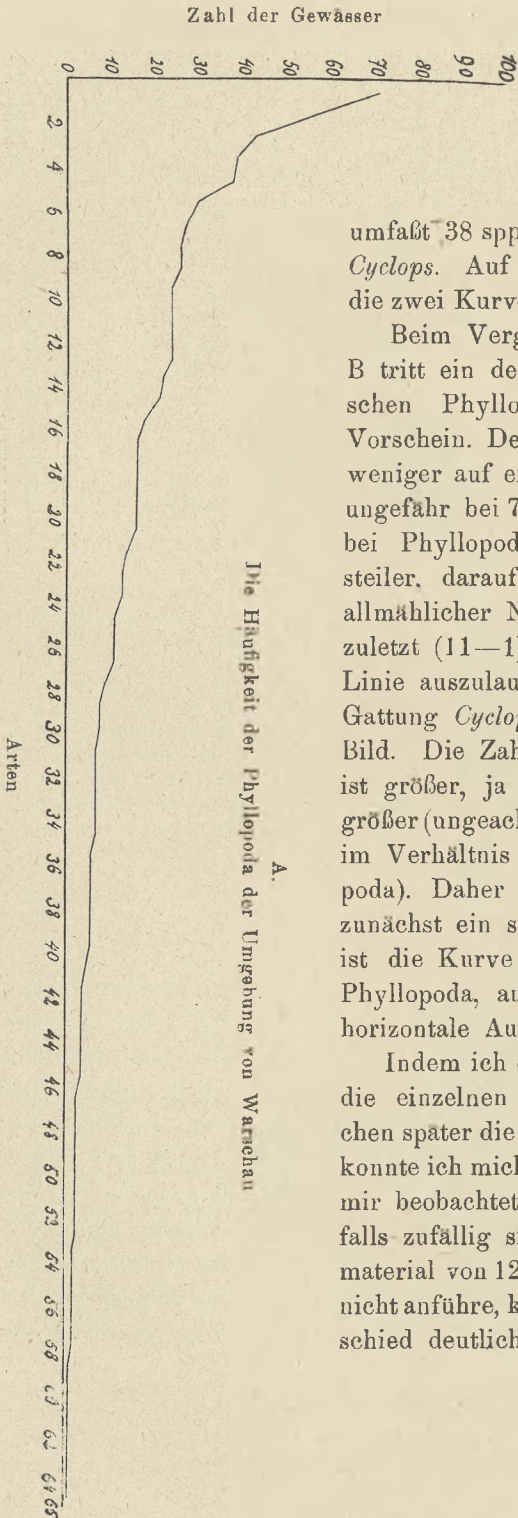 Zahl der Gewässer
0 10 20 30 40 50 60 70 80 90 100
2 4 6 8 10 12 14 16 18 20 22 24 26 28 30 32 34 36 38 40 42 44 46 48 50 52 54 56 58 60 62 64 65
Arten
A.
Die Häufigkeit der Phyllopoda der Umgebung von Warschau
umfaßt 38 spp
Cyclops. Auf
die zwei Kurv
Beim Verg
B tritt ein de
schen Phyllo
Vorschein. De
weniger auf e
ungefähr bei 7
bei Phyllopod
steiler, darauf
allmählicher N
zuletzt (11—1)
Linie auszulau
Gattung Cyclo
Bild. Die Zah
ist größer, ja
größer (ungeach
im Verhältnis
poda). Daher
zunächst ein s
ist die Kurve
Phyllopoda, au
horizontale Au
Indem ich
die einzelnen
chen später die
konnte ich mich
mir beobachtet
falls zufällig s
material von 12
nicht anführe, k
schied deutlich